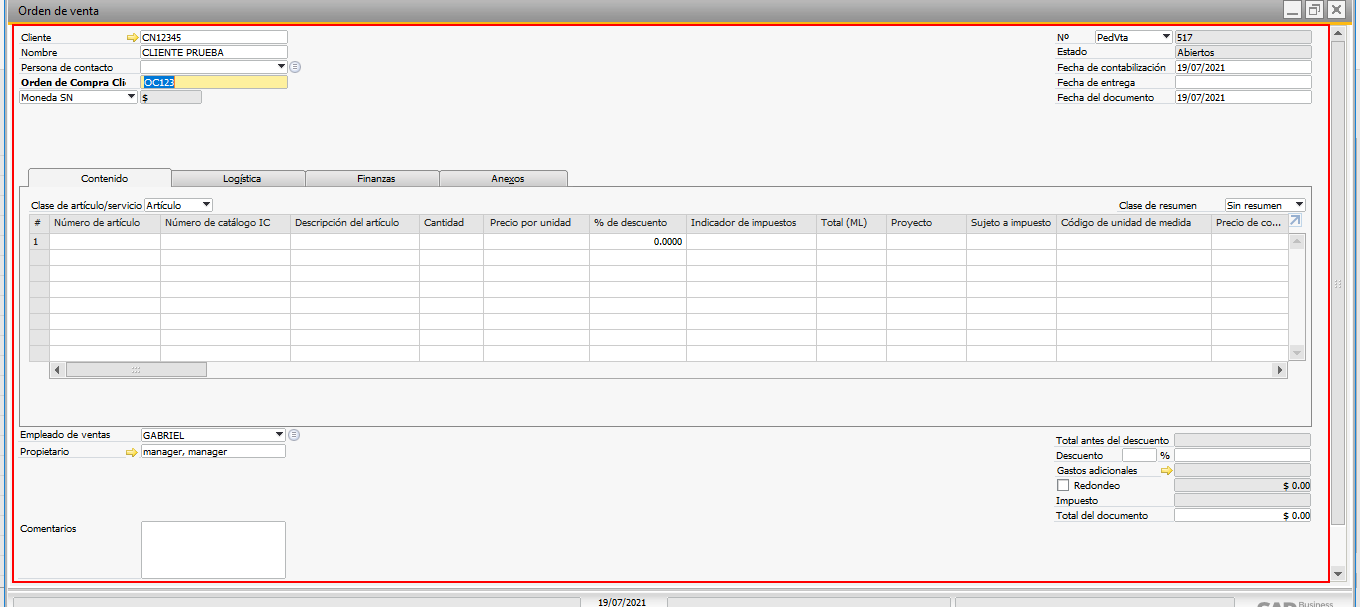 Orden de venta
Cliente CN12345
Nombre CLIENTE PRUEBA
Persona de contacto
Orden de Compra Cli OC123
Moneda SN $
Nº PedVta 517
Estado Abiertos
Fecha de contabilización 19/07/2021
Fecha de entrega
Fecha del documento 19/07/2021
Contenido Logística Finanzas Anexos
Clase de artículo/servicio Artículo Clase de resumen Sin resumen
# Número de artículo Número de catálogo IC Descripción del artículo Cantidad Precio por unidad % de descuento Indicador de impuestos Total (ML) Proyecto Sujeto a impuesto Código de unidad de medida Precio de co...
1 0.0000
Empleado de ventas GABRIEL
Propietario manager, manager
Comentarios
Total antes del descuento
Descuento %
Gastos adicionales
Redondeo $ 0.00
Impuesto
Total del documento $ 0.00
19/07/2021
Business